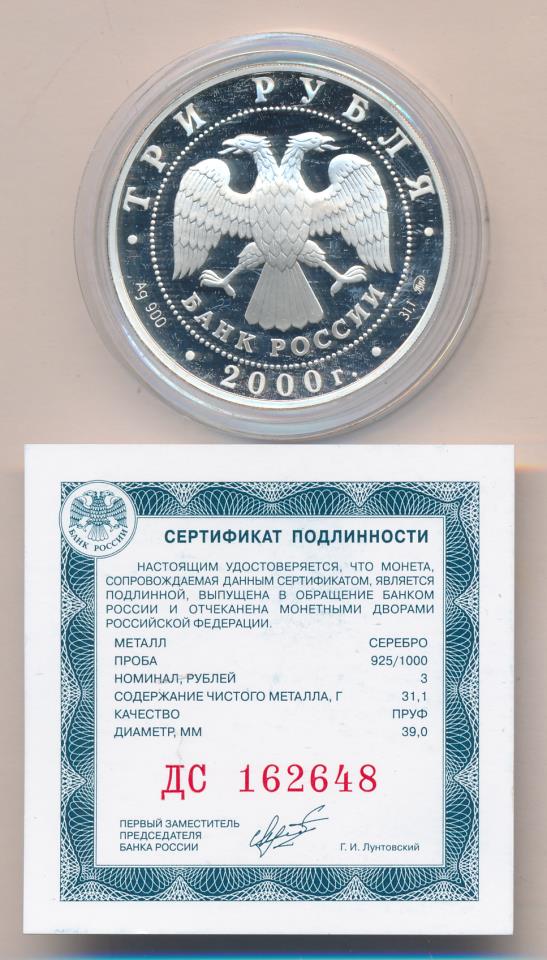 ТРИ РУБЛЯ
Ag 900
31,1
БАНК РОССИИ
2000 г.
БАНК РОССИИ
СЕРТИФИКАТ ПОДЛИННОСТИ
НАСТОЯЩИМ УДОСТОВЕРЯЕТСЯ, ЧТО МОНЕТА,
СОПРОВОЖДАЕМАЯ ДАННЫМ СЕРТИФИКАТОМ, ЯВЛЯЕТСЯ
ПОДЛИННОЙ, ВЫПУЩЕНА В ОБРАЩЕНИЕ БАНКОМ
РОССИИ И ОТЧЕКАНЕНА МОНЕТНЫМИ ДВОРАМИ
РОССИЙСКОЙ ФЕДЕРАЦИИ.
МЕТАЛЛ СЕРЕБРО
ПРОБА 925/1000
НОМИНАЛ, РУБЛЕЙ 3
СОДЕРЖАНИЕ ЧИСТОГО МЕТАЛЛА, Г 31,1
КАЧЕСТВО ПРУФ
ДИАМЕТР, ММ 39,0
ДС 162648
ПЕРВЫЙ ЗАМЕСТИТЕЛЬ
ПРЕДСЕДАТЕЛЯ
БАНКА РОССИИ
Г. И. Лунтовский